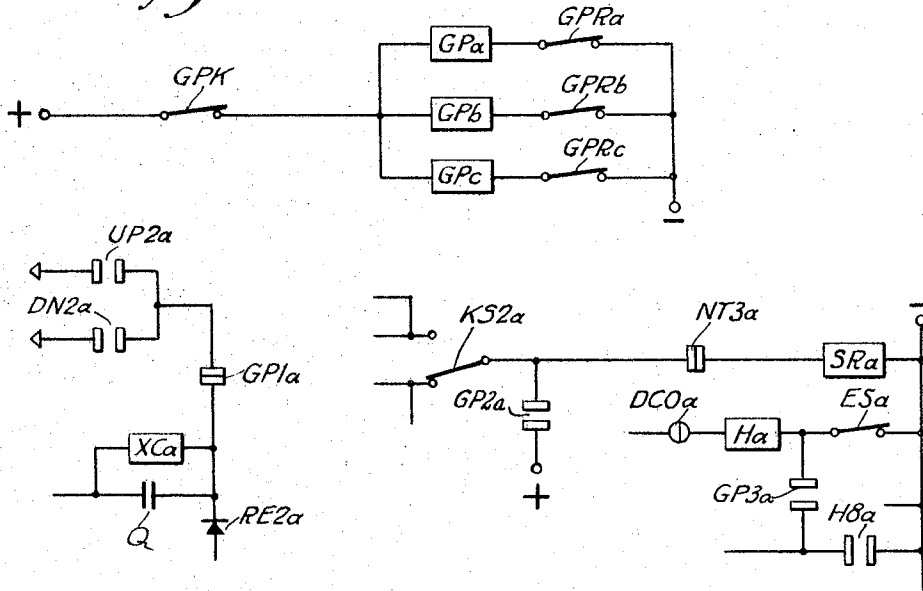 GPRa
GPa
GPK
GPRb
+
GPb
GPRc
GPc
−
UP2a
DN2a
KS2a
NT3a
−
GP1a
SRa
GP2a
DCOa
ESa
Ha
XCa
+
GP3a
H8a
Q
RE2a